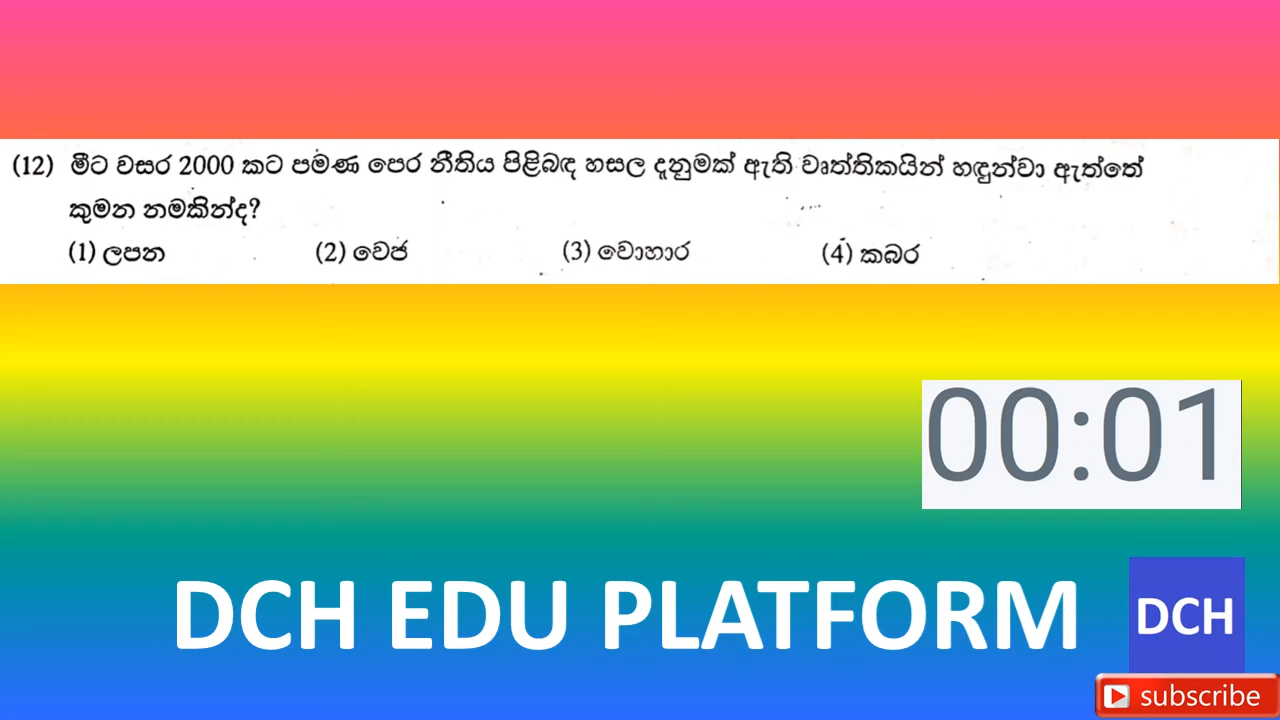 (12) මීට වසර 2000 කට පමණ පෙර නීතිය පිළිබඳ හසල දැනුමක් ඇති වෘත්තිකයින් හඳුන්වා ඇත්තේ
කුමන නමකින්ද?
(1) ලපන (2) වෙජ (3) වොහාර (4) කබර
00:01
DCH EDU PLATFORM
DCH
subscribe